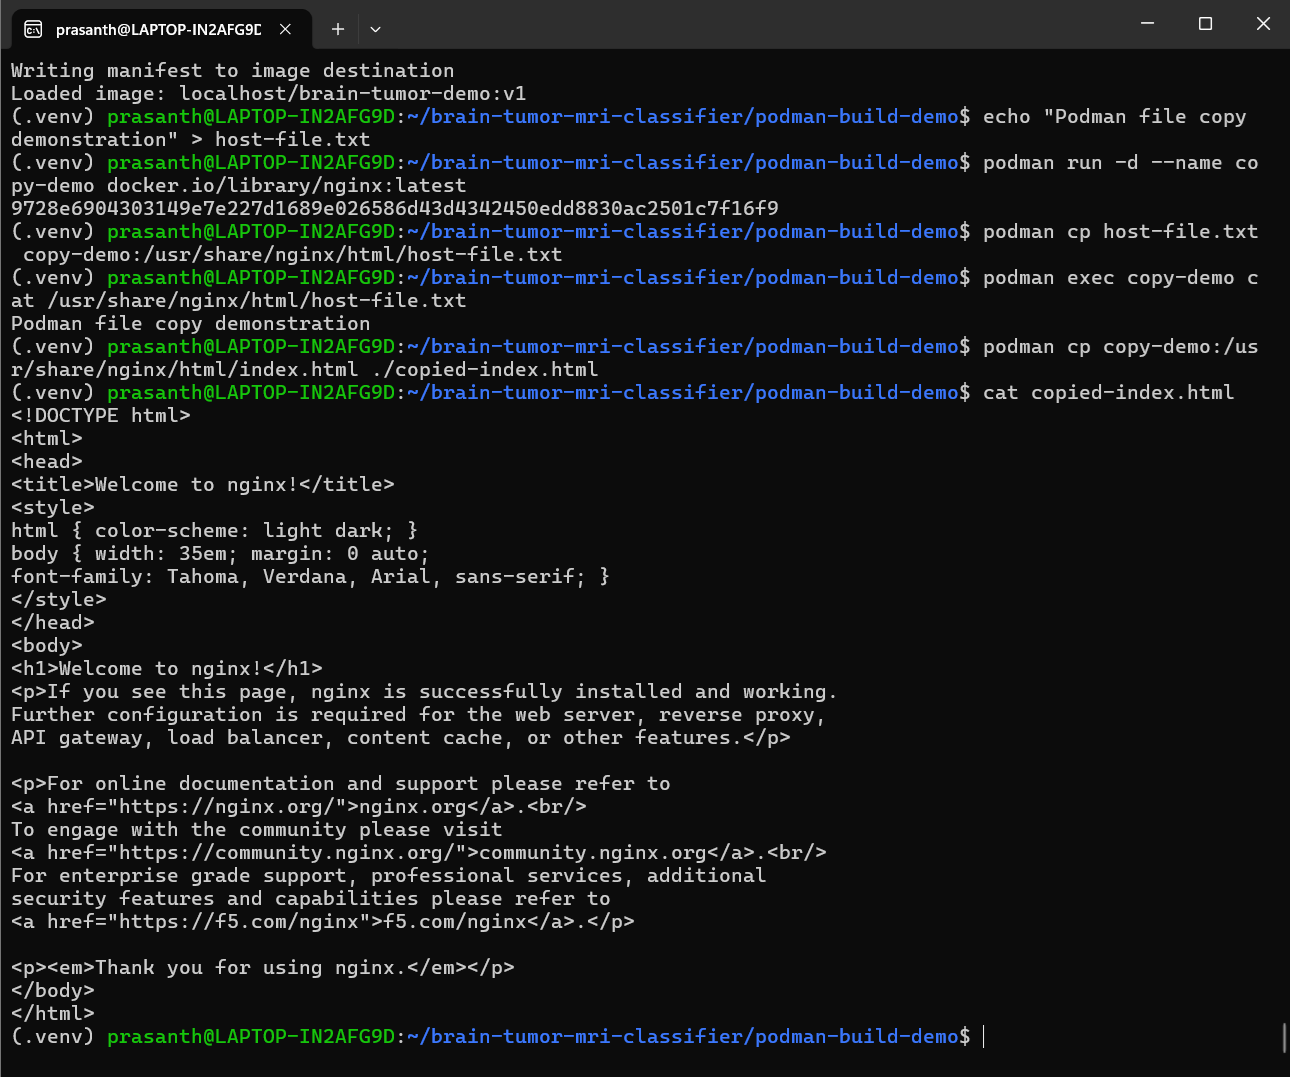 prasanth@LAPTOP-IN2AFG9D
Writing manifest to image destination
Loaded image: localhost/brain-tumor-demo:v1
(.venv) prasanth@LAPTOP-IN2AFG9D:~/brain-tumor-mri-classifier/podman-build-demo$ echo "Podman file copy
demonstration" > host-file.txt
(.venv) prasanth@LAPTOP-IN2AFG9D:~/brain-tumor-mri-classifier/podman-build-demo$ podman run -d --name co
py-demo docker.io/library/nginx:latest
9728e6904303149e7e227d1689e026586d43d4342450edd8830ac2501c7f16f9
(.venv) prasanth@LAPTOP-IN2AFG9D:~/brain-tumor-mri-classifier/podman-build-demo$ podman cp host-file.txt
 copy-demo:/usr/share/nginx/html/host-file.txt
(.venv) prasanth@LAPTOP-IN2AFG9D:~/brain-tumor-mri-classifier/podman-build-demo$ podman exec copy-demo c
at /usr/share/nginx/html/host-file.txt
Podman file copy demonstration
(.venv) prasanth@LAPTOP-IN2AFG9D:~/brain-tumor-mri-classifier/podman-build-demo$ podman cp copy-demo:/us
r/share/nginx/html/index.html ./copied-index.html
(.venv) prasanth@LAPTOP-IN2AFG9D:~/brain-tumor-mri-classifier/podman-build-demo$ cat copied-index.html
<!DOCTYPE html>
<html>
<head>
<title>Welcome to nginx!</title>
<style>
html { color-scheme: light dark; }
body { width: 35em; margin: 0 auto;
font-family: Tahoma, Verdana, Arial, sans-serif; }
</style>
</head>
<body>
<h1>Welcome to nginx!</h1>
<p>If you see this page, nginx is successfully installed and working.
Further configuration is required for the web server, reverse proxy,
API gateway, load balancer, content cache, or other features.</p>

<p>For online documentation and support please refer to
<a href="https://nginx.org/">nginx.org</a>.<br/>
To engage with the community please visit
<a href="https://community.nginx.org/">community.nginx.org</a>.<br/>
For enterprise grade support, professional services, additional
security features and capabilities please refer to
<a href="https://f5.com/nginx">f5.com/nginx</a>.</p>

<p><em>Thank you for using nginx.</em></p>
</body>
</html>
(.venv) prasanth@LAPTOP-IN2AFG9D:~/brain-tumor-mri-classifier/podman-build-demo$